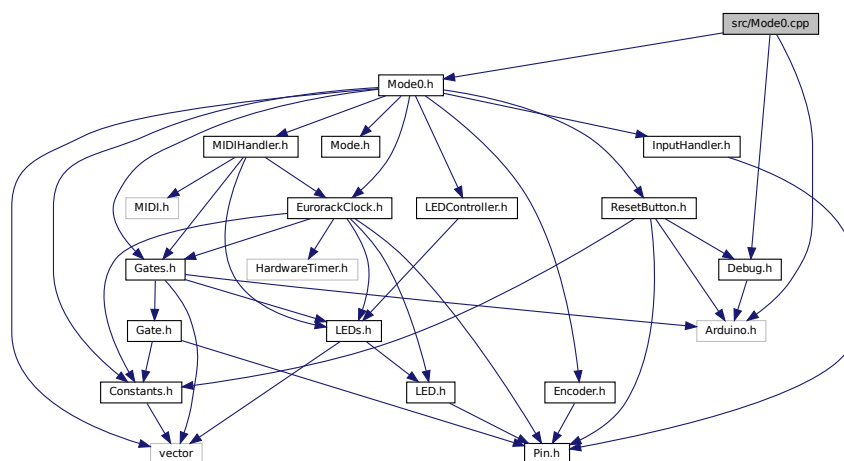 src/Mode0.cpp
Mode0.h
MIDIHandler.h
Mode.h
InputHandler.h
MIDI.h
EurorackClock.h
LEDController.h
ResetButton.h
Gates.h
HardwareTimer.h
Debug.h
Gate.h
LEDs.h
Arduino.h
Constants.h
LED.h
Encoder.h
vector
Pin.h